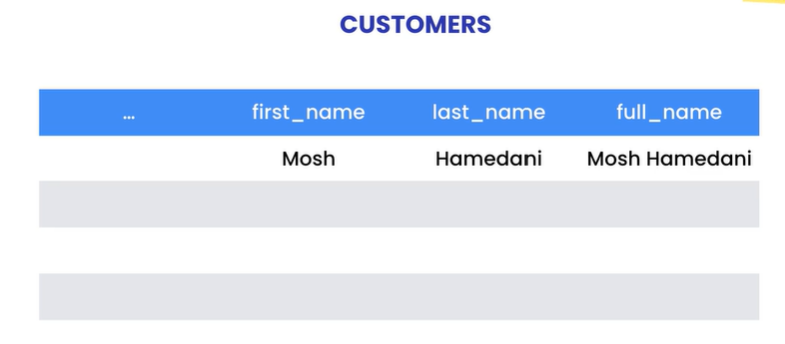 CUSTOMERS
... first_name last_name full_name
Mosh Hamedani Mosh Hamedani